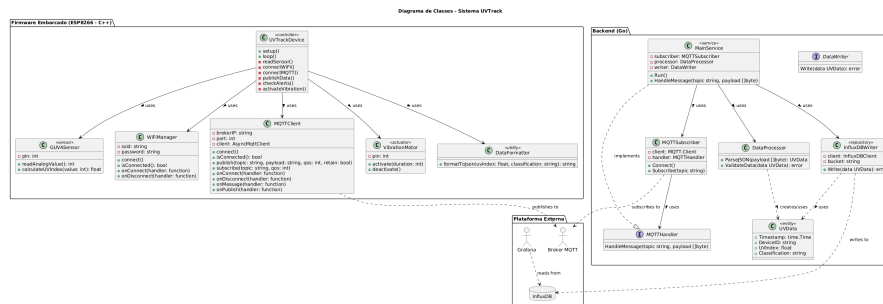 Diagrama de Classes - Sistema UVTrack
Firmware Embarcado (ESP8266 - C++)
«controller»
UVTrackDevice
setup()
loop()
readSensor()
connectWiFi()
connectMQTT()
publishData()
checkAlerts()
activateVibration()
uses
uses
uses
uses
uses
«sensor»
GUVASensor
pin: int
readAnalogValue(): int
calculateUVIndex(value: int): float
WiFiManager
ssid: string
password: string
connect()
isConnected(): bool
onConnect(handler: function)
onDisconnect(handler: function)
MQTTClient
brokerIP: string
port: int
client: AsyncMqttClient
connect()
isConnected(): bool
publish(topic: string, payload: string, qos: int, retain: bool)
subscribe(topic: string, qos: int)
onConnect(handler: function)
onDisconnect(handler: function)
onMessage(handler: function)
onPublish(handler: function)
«actuator»
VibrationMotor
pin: int
activate(duration: int)
deactivate()
«utility»
DataFormatter
formatToJson(uvIndex: float, classification: string): string
publishes to
Plataforma Externa
Grafana
Broker MQTT
reads from
InfluxDB
Backend (Go)
«service»
MainService
subscriber: MQTTSubscriber
processor: DataProcessor
writer: DataWriter
Run()
HandleMessage(topic string, payload []byte)
DataWriter
Write(data UVData): error
uses
uses
uses
implements
MQTTSubscriber
client: MQTT.Client
handler: MQTTHandler
Connect()
Subscribe(topic string)
DataProcessor
ParseJSON(payload []byte): UVData
ValidateData(UVData): error
«repository»
InfluxDBWriter
client: InfluxDBClient
bucket: string
Write(data UVData): error
subscribes to
uses
creates/uses
uses
writes to
MQTTHandler
HandleMessage(topic string, payload []byte)
«entity»
UVData
Timestamp: time.Time
DeviceID: string
UVIndex: float
Classification: string